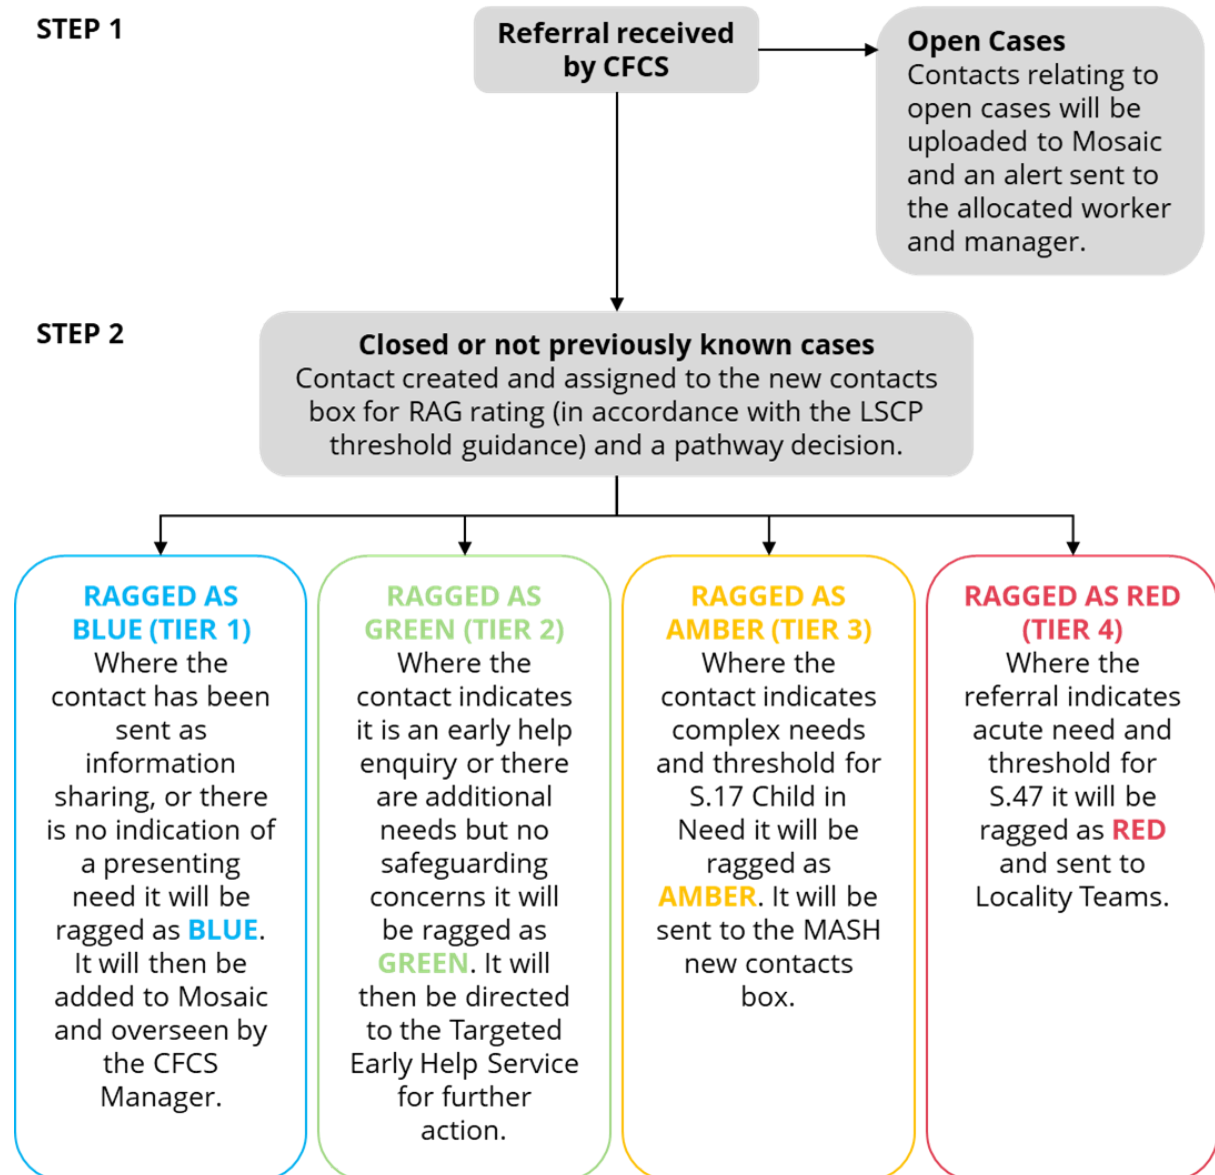 STEP 1
Referral received
by CFCS
Open Cases
Contacts relating to
open cases will be
uploaded to Mosaic
and an alert sent to
the allocated worker
and manager.
STEP 2
Closed or not previously known cases
Contact created and assigned to the new contacts
box for RAG rating (in accordance with the LSCP
threshold guidance) and a pathway decision.
RAGGED AS
BLUE (TIER 1)
Where the
contact has been
sent as
information
sharing, or there
is no indication of
a presenting
need it will be
ragged as BLUE.
It will then be
added to Mosaic
and overseen by
the CFCS
Manager.
RAGGED AS
GREEN (TIER 2)
Where the
contact indicates
it is an early help
enquiry or there
are additional
needs but no
safeguarding
concerns it will
be ragged as
GREEN. It will
then be directed
to the Targeted
Early Help Service
for further
action.
RAGGED AS
AMBER (TIER 3)
Where the
contact indicates
complex needs
and threshold for
S.17 Child in
Need it will be
ragged as
AMBER. It will be
sent to the MASH
new contacts
box.
RAGGED AS RED
(TIER 4)
Where the
referral indicates
acute need and
threshold for
S.47 it will be
ragged as RED
and sent to
Locality Teams.